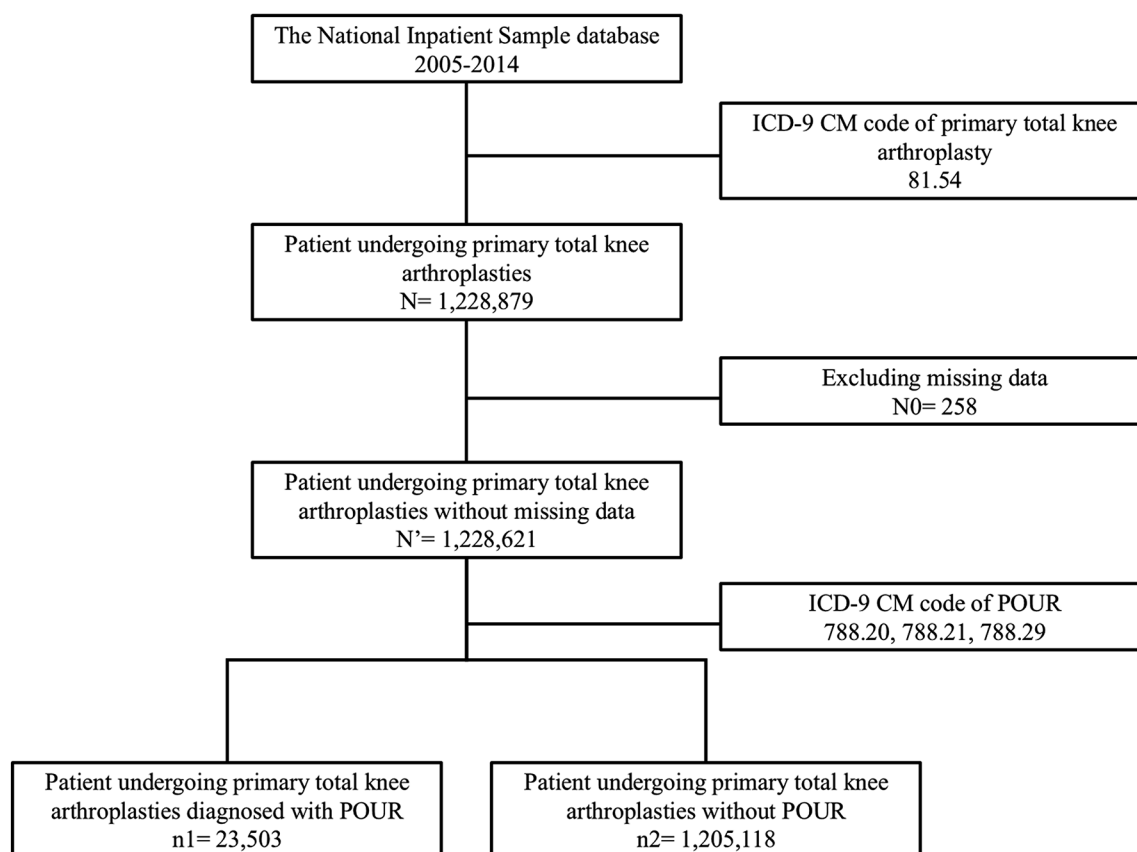 The National Inpatient Sample database
2005-2014
ICD-9 CM code of primary total knee
arthroplasty
81.54
Patient undergoing primary total knee
arthroplasties
N= 1,228,879
Excluding missing data
N0= 258
Patient undergoing primary total knee
arthroplasties without missing data
N’= 1,228,621
ICD-9 CM code of POUR
788.20, 788.21, 788.29
Patient undergoing primary total knee
arthroplasties diagnosed with POUR
n1= 23,503
Patient undergoing primary total knee
arthroplasties without POUR
n2= 1,205,118